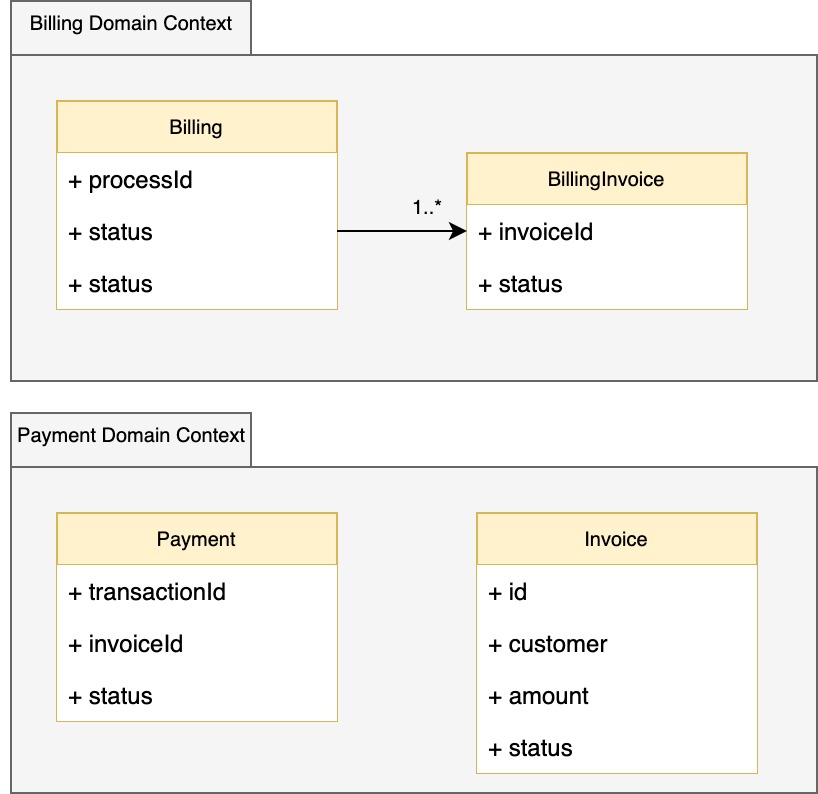 Billing Domain Context
Billing
+ processId
+ status
+ status
1..*
BillingInvoice
+ invoiceId
+ status
Payment Domain Context
Payment
+ transactionId
+ invoiceId
+ status
Invoice
+ id
+ customer
+ amount
+ status